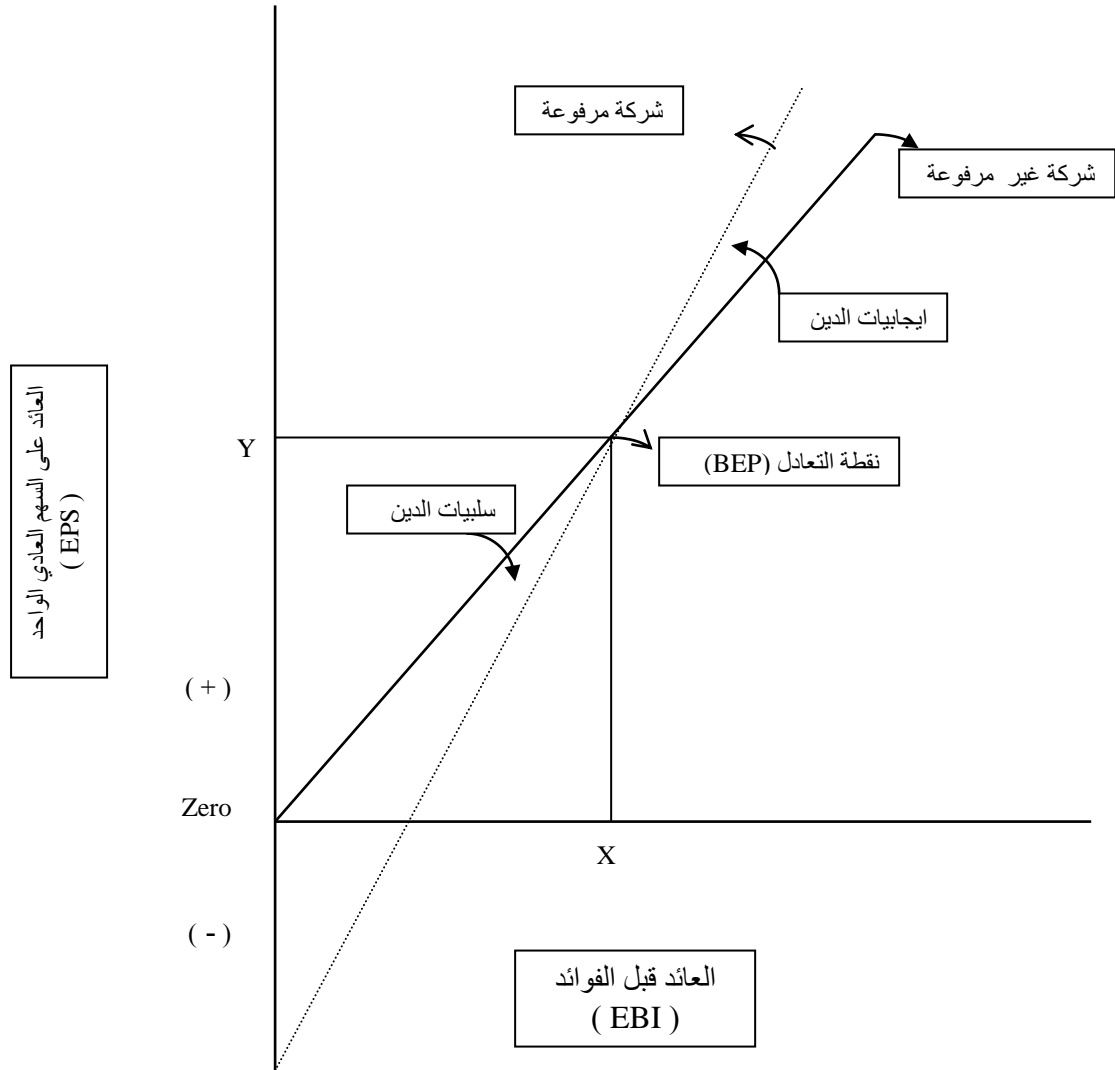 شركة مرفوعة
شركة غير مرفوعة
ايجابيات الدين
العائد على السهم العادي الواحد
( EPS )
Y
نقطة التعادل (BEP)
سلبيات الدين
( + )
Zero
X
( - )
العائد قبل الفوائد
( EBI )